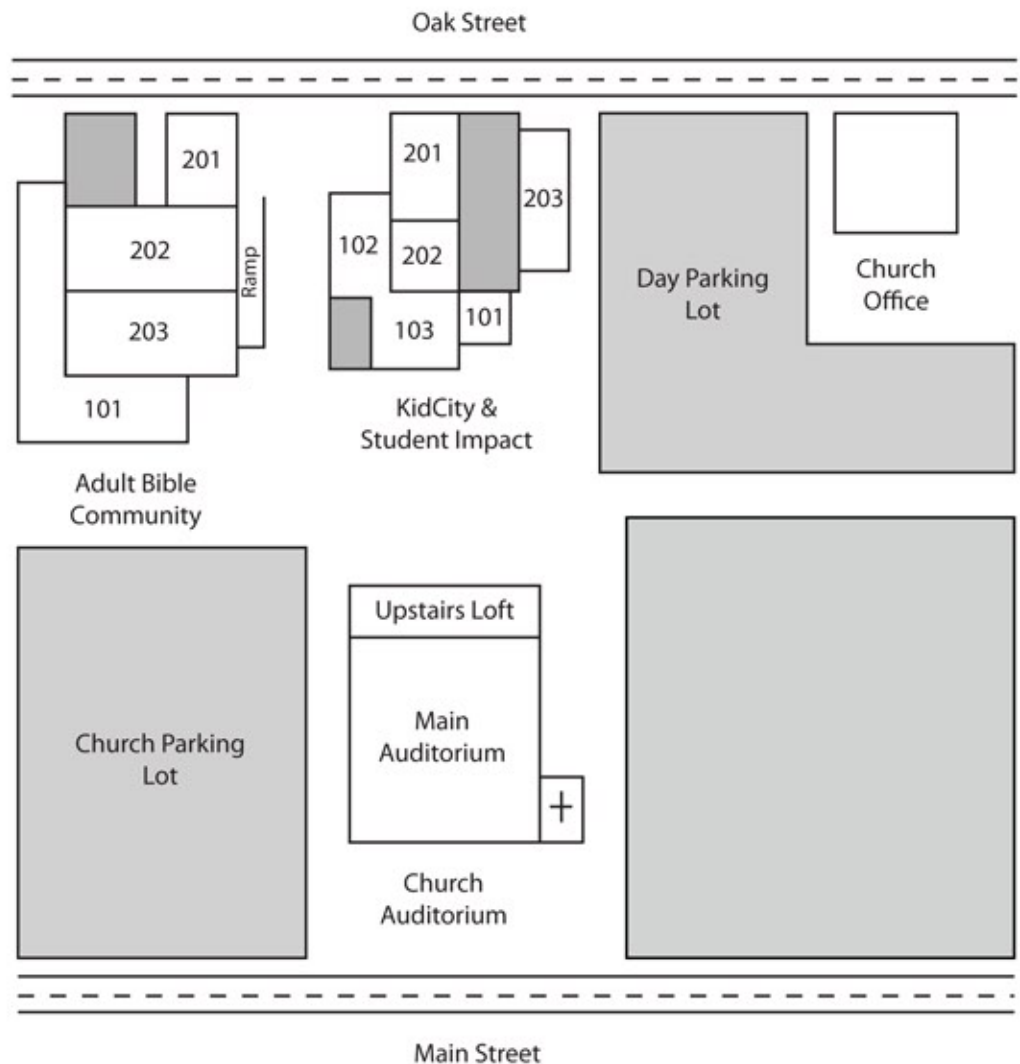 Oak Street
201
202
Ramp
203
101
Adult Bible
Community
201
203
102
202
101
103
KidCity &
Student Impact
Day Parking
Lot
Church
Office
Church Parking
Lot
Upstairs Loft
Main
Auditorium
Church
Auditorium
Main Street